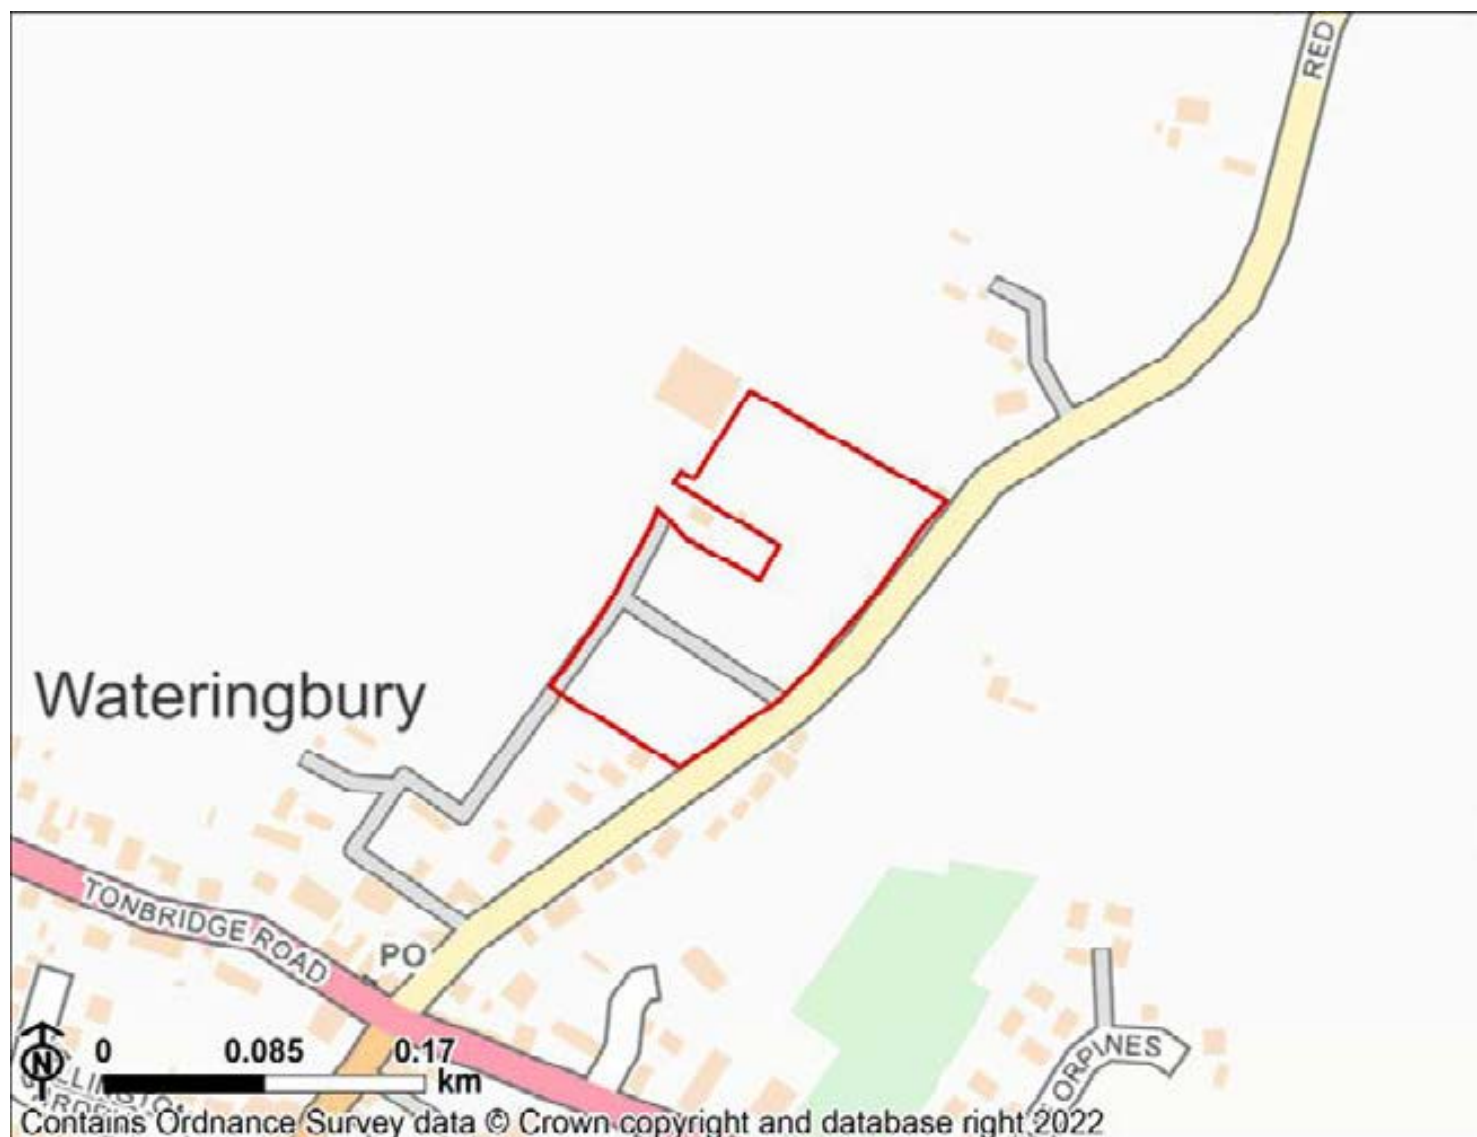 RED
Wateringbury
TONBRIDGE ROAD
PO
ORPINES
N
0 0.085 0.17
km
Contains Ordnance Survey data © Crown copyright and database right 2022